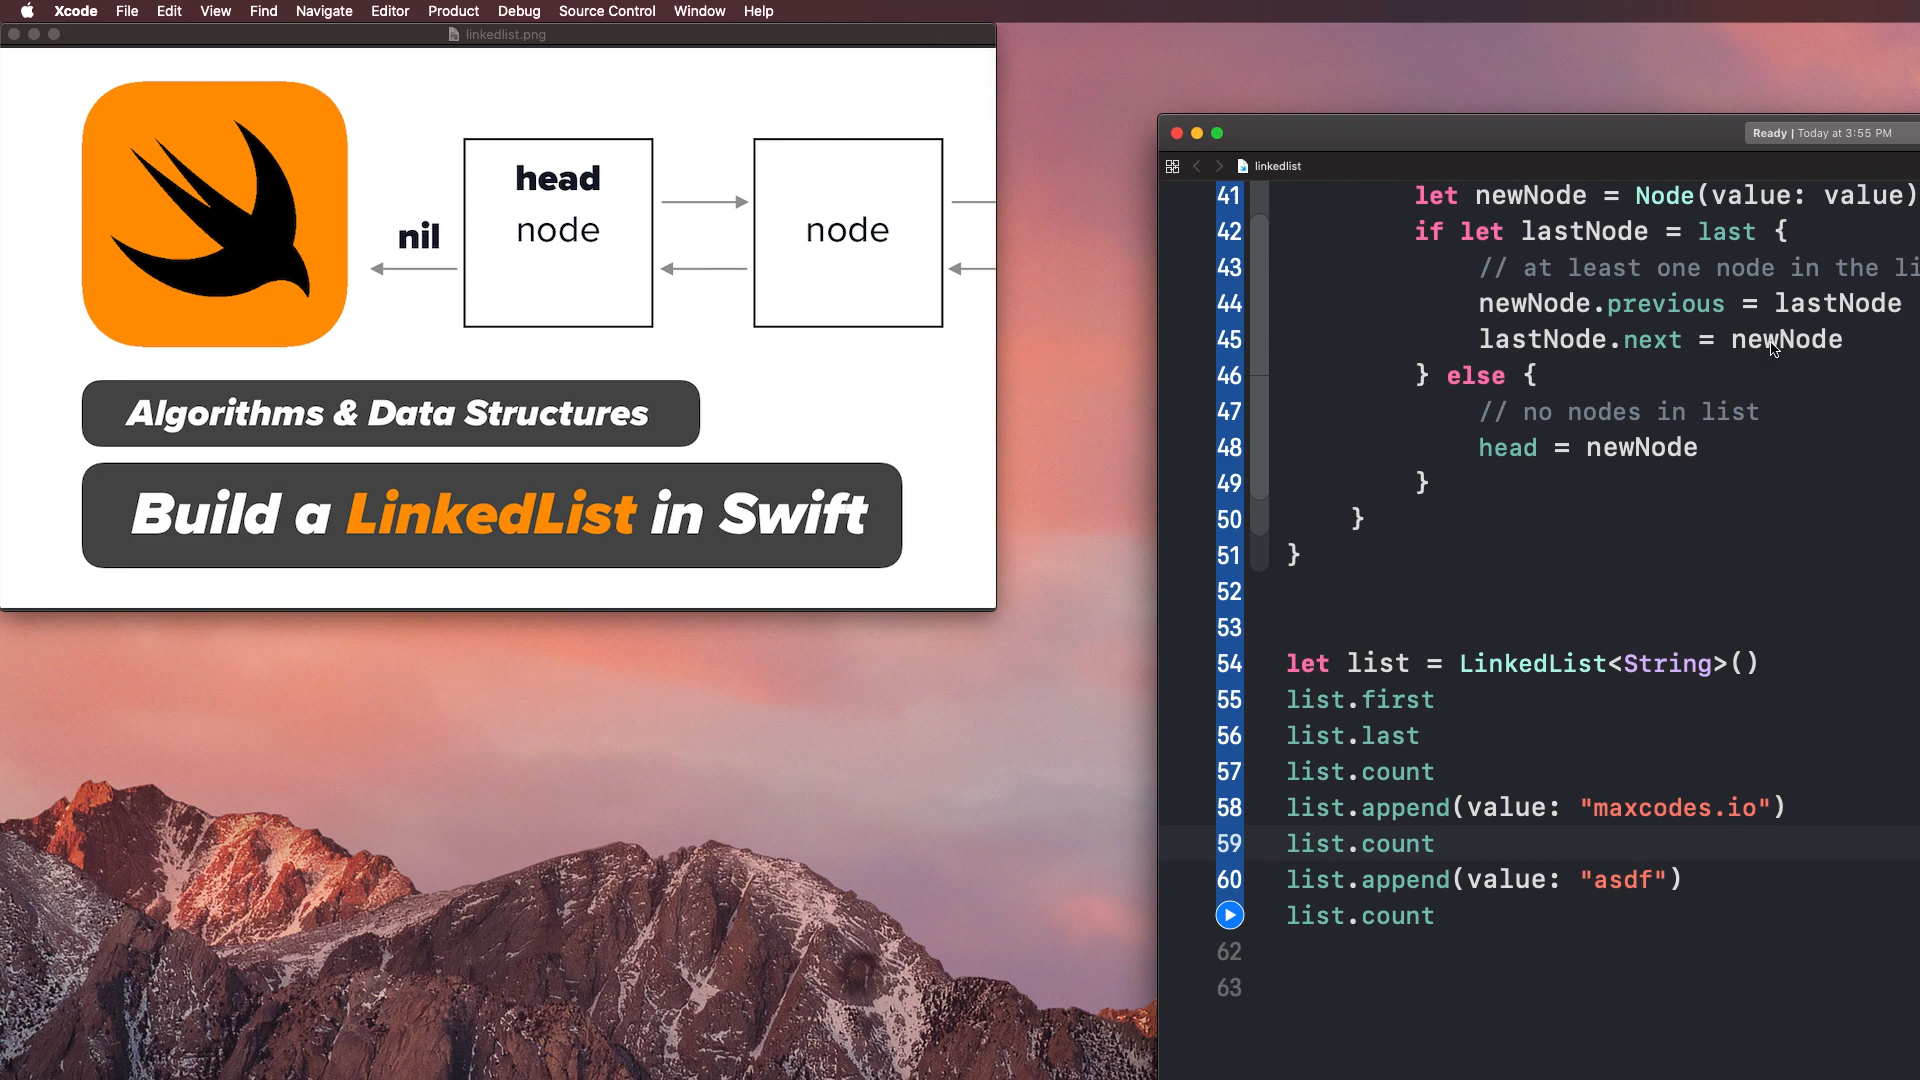 Xcode File Edit View Find Navigate Editor Product Debug Source Control Window Help
linkedlist.png
head
node
nil
node
Algorithms & Data Structures
Build a LinkedList in Swift
Ready | Today at 3:55 PM
linkedlist
41 let newNode = Node(value: value)
42 if let lastNode = last {
43 // at least one node in the li
44 newNode.previous = lastNode
45 lastNode.next = newNode
46 } else {
47 // no nodes in list
48 head = newNode
49 }
50 }
51 }
52
53
54 let list = LinkedList<String>()
55 list.first
56 list.last
57 list.count
58 list.append(value: "maxcodes.io")
59 list.count
60 list.append(value: "asdf")
list.count
62
63